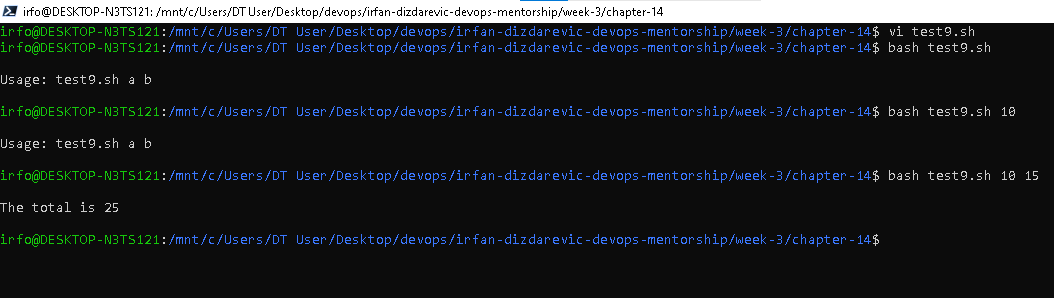 irfo@DESKTOP-N3TS121: /mnt/c/Users/DT User/Desktop/devops/irfan-dizdarevic-devops-mentorship/week-3/chapter-14
irfo@DESKTOP-N3TS121:/mnt/c/Users/DT User/Desktop/devops/irfan-dizdarevic-devops-mentorship/week-3/chapter-14$ vi test9.sh
irfo@DESKTOP-N3TS121:/mnt/c/Users/DT User/Desktop/devops/irfan-dizdarevic-devops-mentorship/week-3/chapter-14$ bash test9.sh
Usage: test9.sh a b
irfo@DESKTOP-N3TS121:/mnt/c/Users/DT User/Desktop/devops/irfan-dizdarevic-devops-mentorship/week-3/chapter-14$ bash test9.sh 10
Usage: test9.sh a b
irfo@DESKTOP-N3TS121:/mnt/c/Users/DT User/Desktop/devops/irfan-dizdarevic-devops-mentorship/week-3/chapter-14$ bash test9.sh 10 15
The total is 25
irfo@DESKTOP-N3TS121:/mnt/c/Users/DT User/Desktop/devops/irfan-dizdarevic-devops-mentorship/week-3/chapter-14$